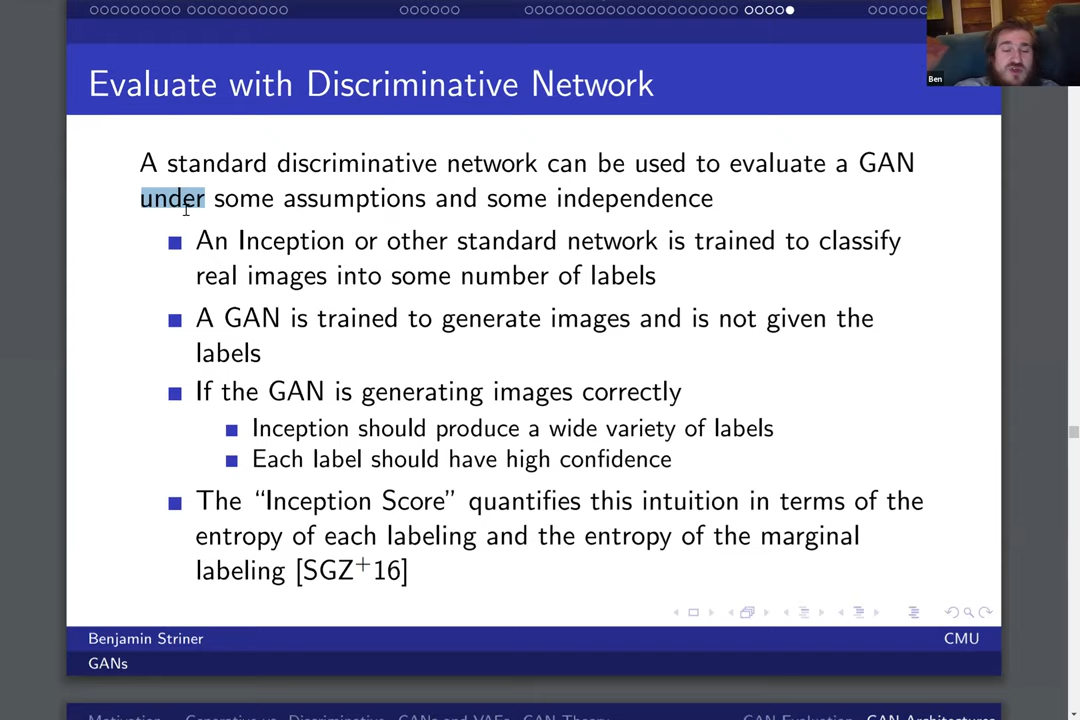 Ben
Evaluate with Discriminative Network
A standard discriminative network can be used to evaluate a GAN
under some assumptions and some independence
An Inception or other standard network is trained to classify
real images into some number of labels
A GAN is trained to generate images and is not given the
labels
If the GAN is generating images correctly
Inception should produce a wide variety of labels
Each label should have high confidence
The “Inception Score” quantifies this intuition in terms of the
entropy of each labeling and the entropy of the marginal
labeling [SGZ+16]
Benjamin Striner CMU
GANs
Motivation Generative vs. Discriminative GANs and VAEs GAN Theory GAN Evaluation GAN Architectures